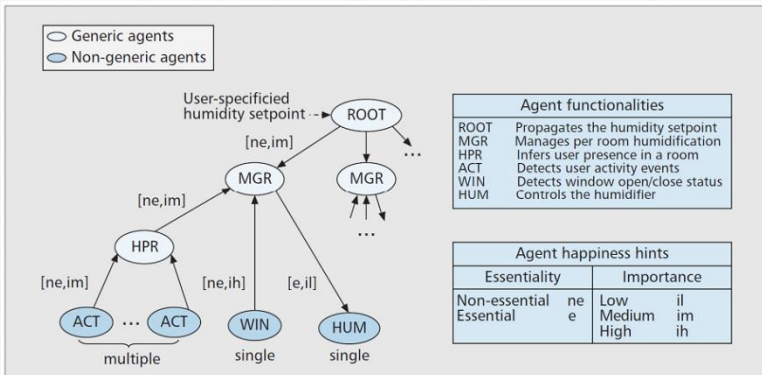 Generic agents
Non-generic agents
User-specificied
humidity setpoint
ROOT
[ne,im]
...
MGR
MGR
[ne,im]
...
HPR
[ne,im]
[ne,ih]
[e,il]
ACT
...
ACT
WIN
HUM
multiple
single
single
Agent functionalities
ROOT Propagates the humidity setpoint
MGR Manages per room humidification
HPR Infers user presence in a room
ACT Detects user activity events
WIN Detects window open/close status
HUM Controls the humidifier
Agent happiness hints
Essentiality Importance
Non-essential ne Low il
Essential e Medium im
High ih